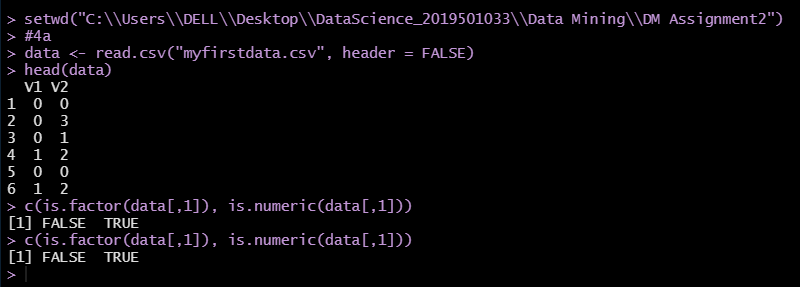 > setwd("C:\\Users\\DELL\\Desktop\\DataScience_2019501033\\Data Mining\\DM Assignment2")
> #4a
> data <- read.csv("myfirstdata.csv", header = FALSE)
> head(data)
  V1 V2
1  0  0
2  0  3
3  0  1
4  1  2
5  0  0
6  1  2
> c(is.factor(data[,1]), is.numeric(data[,1]))
[1] FALSE  TRUE
> c(is.factor(data[,1]), is.numeric(data[,1]))
[1] FALSE  TRUE
>